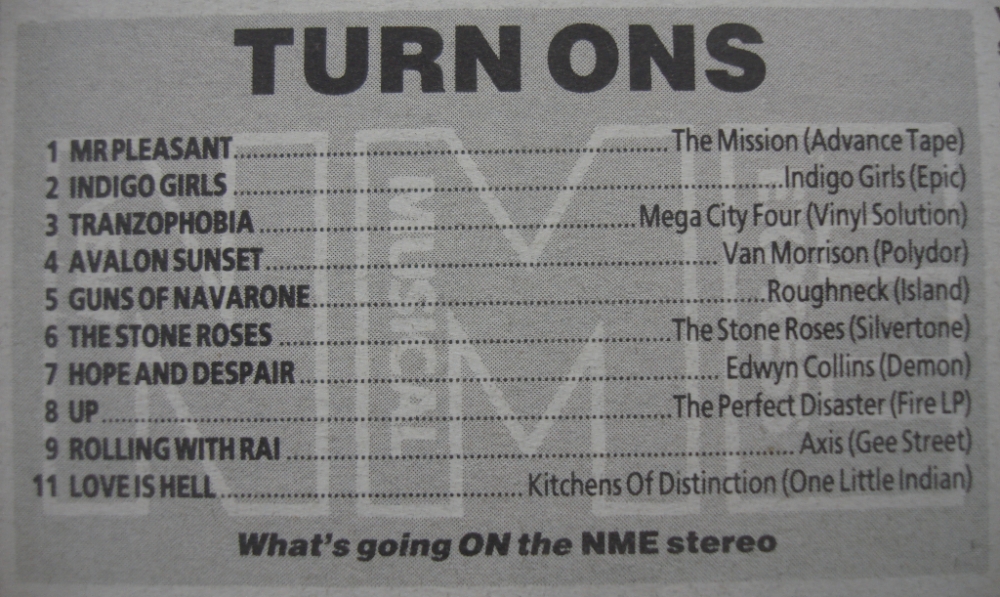 TURN ONS
1 MR PLEASANT........The Mission (Advance Tape)
2 INDIGO GIRLS........Indigo Girls (Epic)
3 TRANZOPHOBIA........Mega City Four (Vinyl Solution)
4 AVALON SUNSET........Van Morrison (Polydor)
5 GUNS OF NAVARONE........Roughneck (Island)
6 THE STONE ROSES........The Stone Roses (Silvertone)
7 HOPE AND DESPAIR........Edwyn Collins (Demon)
8 UP........The Perfect Disaster (Fire LP)
9 ROLLING WITH RAI........Axis (Gee Street)
11 LOVE IS HELL........Kitchens Of Distinction (One Little Indian)
What's going ON the NME stereo
NME
MUSICAL